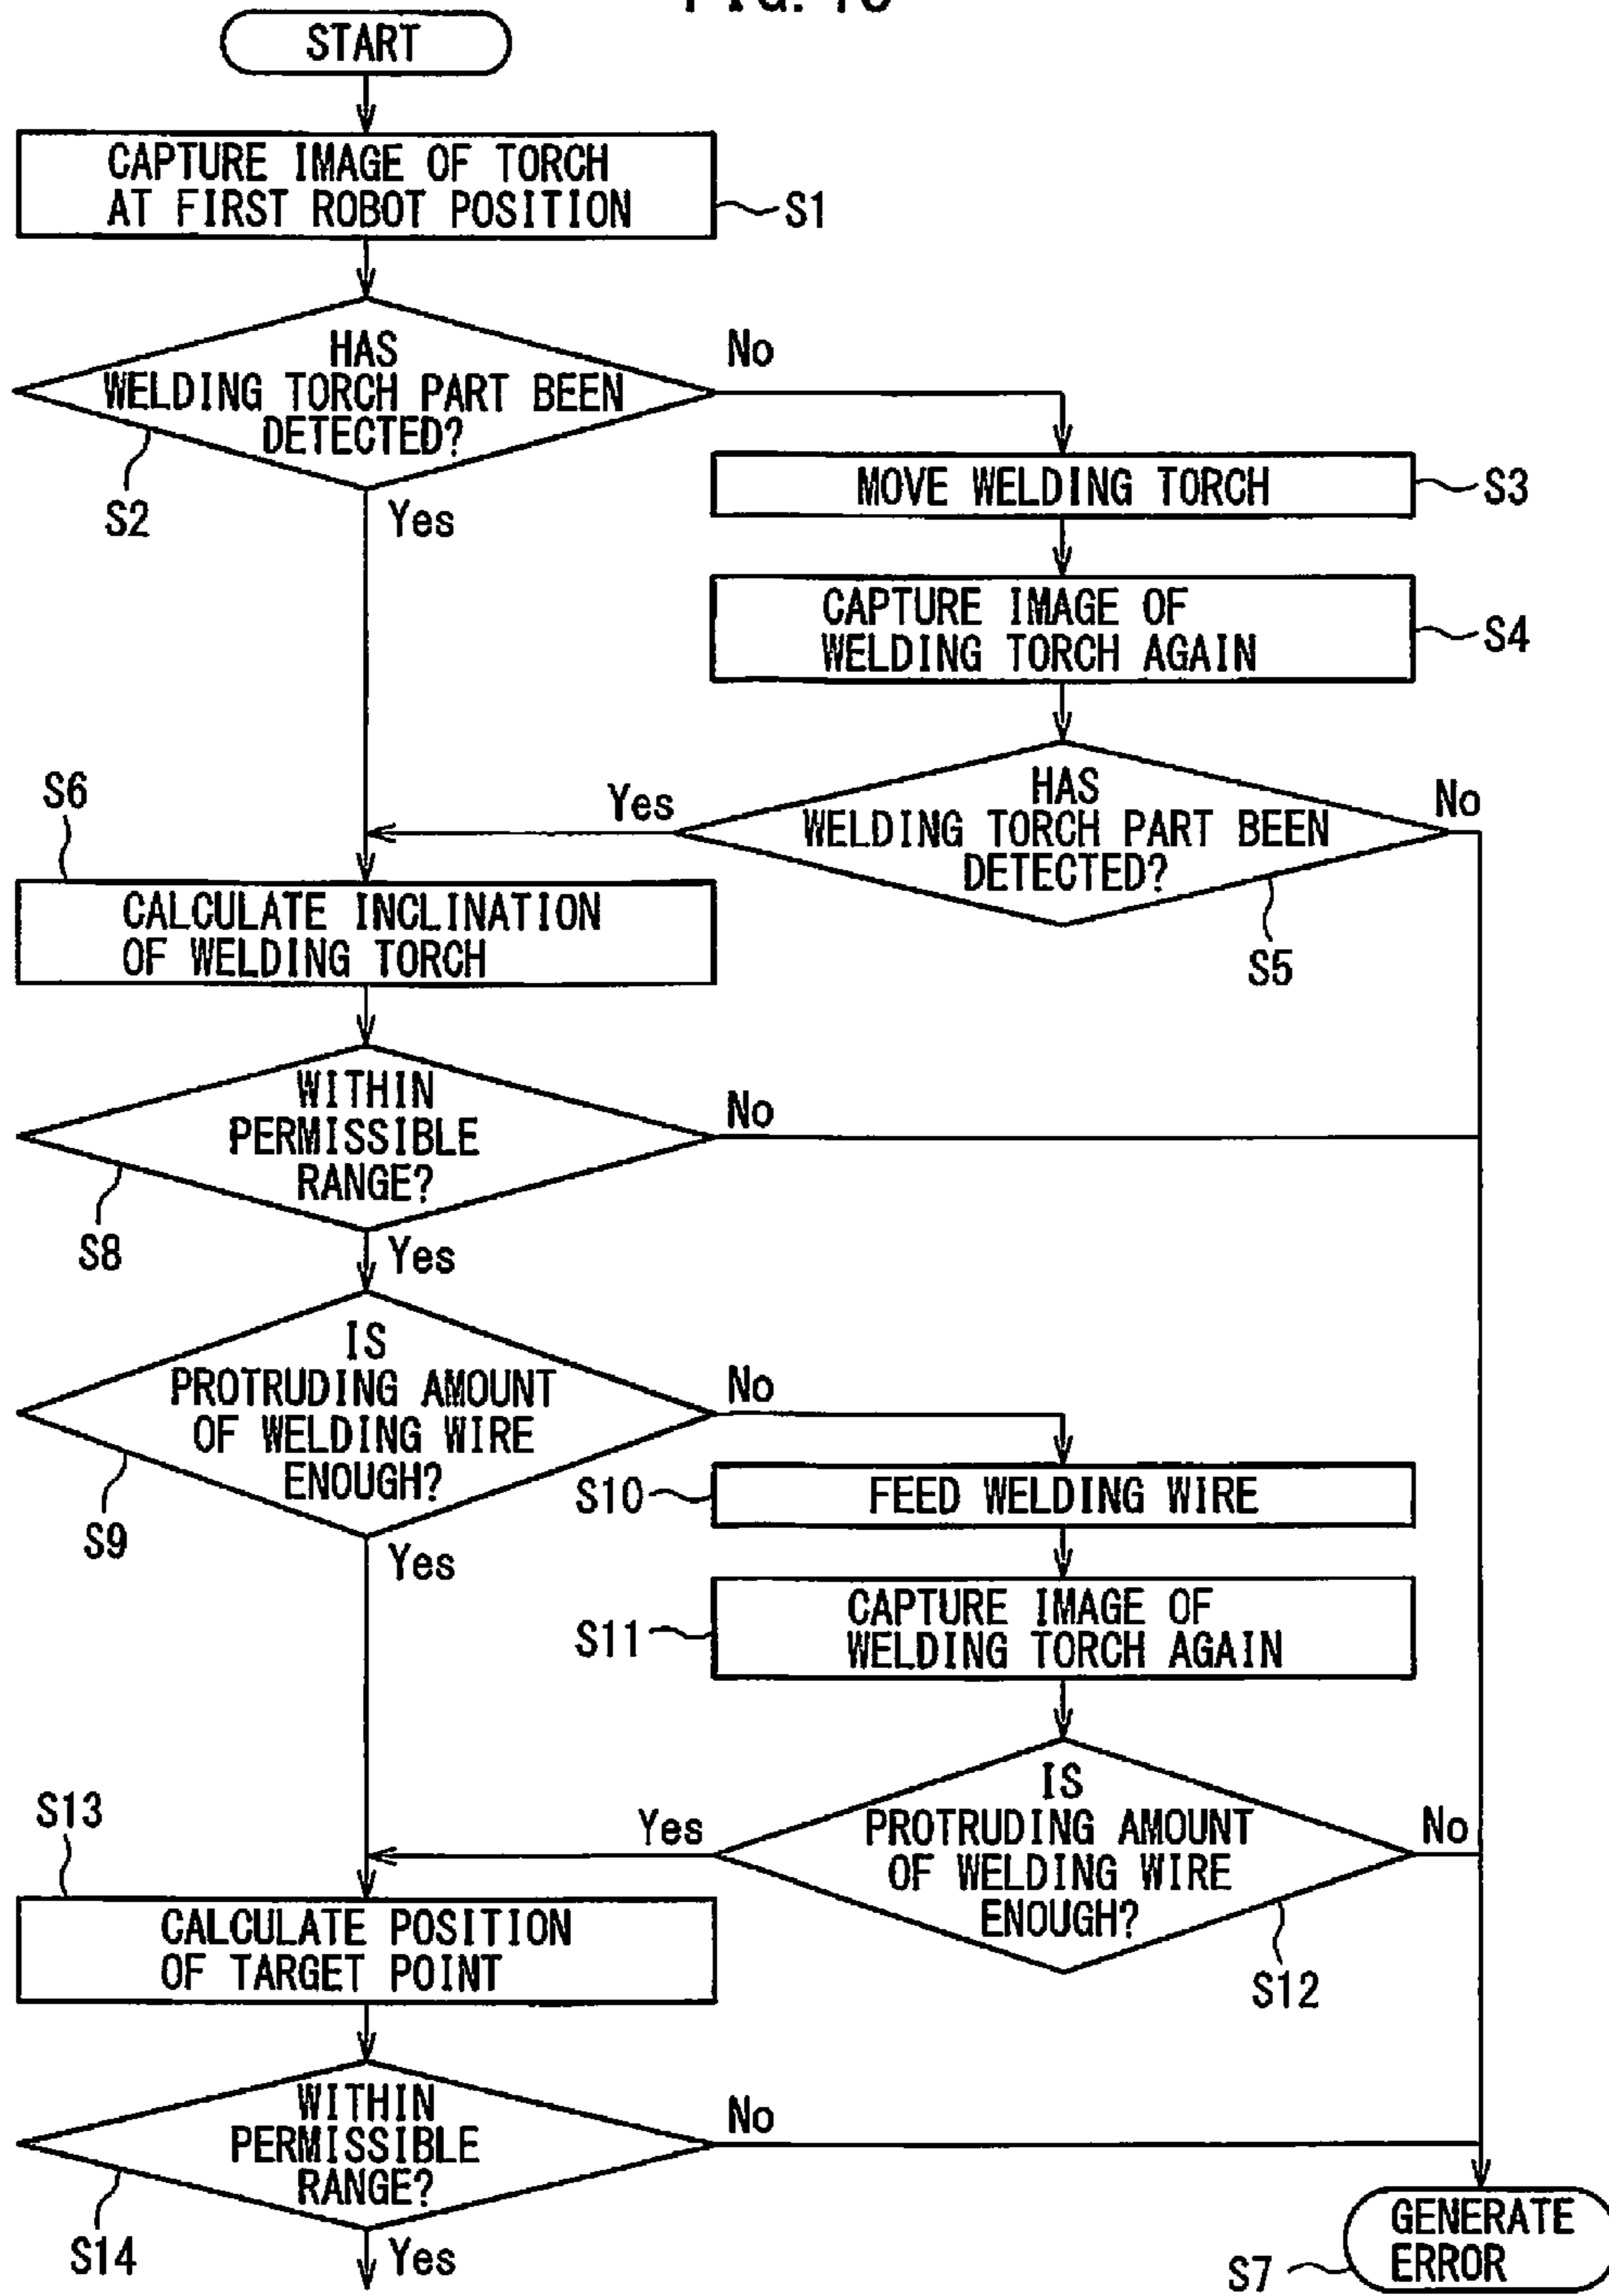 START
CAPTURE IMAGE OF TORCH
AT FIRST ROBOT POSITION
S1
HAS
WELDING TORCH PART BEEN
DETECTED?
No
S2
Yes
MOVE WELDING TORCH
S3
CAPTURE IMAGE OF
WELDING TORCH AGAIN
S4
HAS
WELDING TORCH PART BEEN
DETECTED?
Yes
No
S5
S6
CALCULATE INCLINATION
OF WELDING TORCH
WITHIN
PERMISSIBLE
RANGE?
No
S8
Yes
IS
PROTRUDING AMOUNT
OF WELDING WIRE
ENOUGH?
No
S9
Yes
S10
FEED WELDING WIRE
S11
CAPTURE IMAGE OF
WELDING TORCH AGAIN
IS
PROTRUDING AMOUNT
OF WELDING WIRE
ENOUGH?
Yes
No
S12
S13
CALCULATE POSITION
OF TARGET POINT
WITHIN
PERMISSIBLE
RANGE?
No
S14
Yes
GENERATE
ERROR
S7